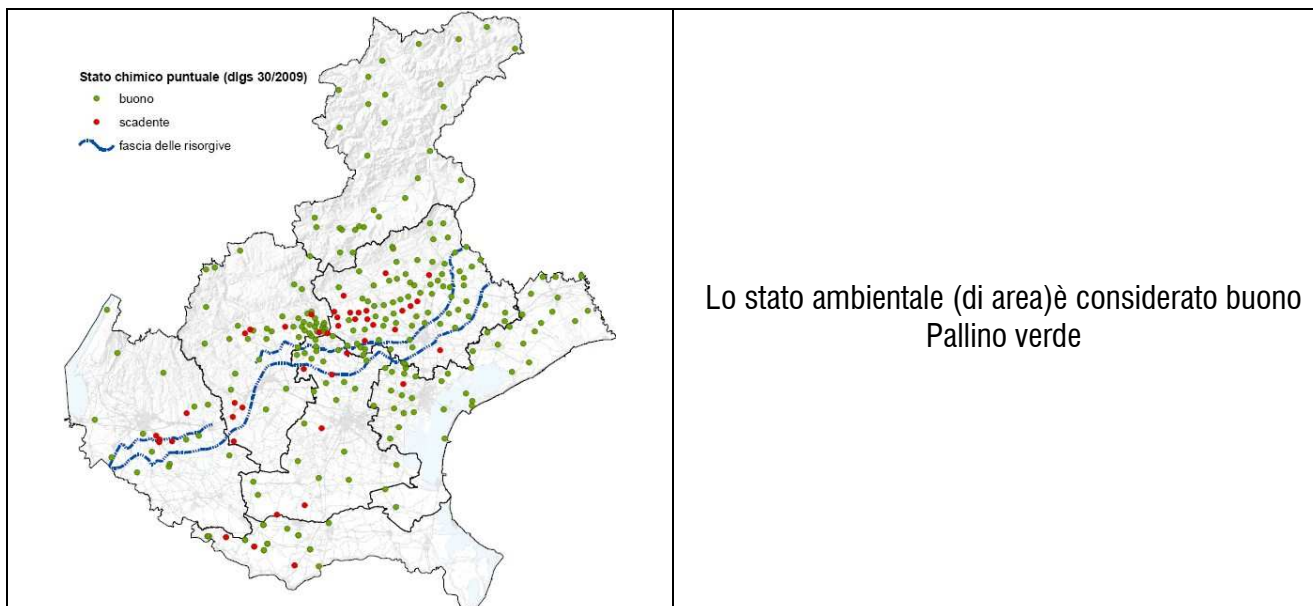 Stato chimico puntuale (dlgs 30/2009)
buono
scadente
fascia delle risorgive
Lo stato ambientale (di area)è considerato buono
Pallino verde